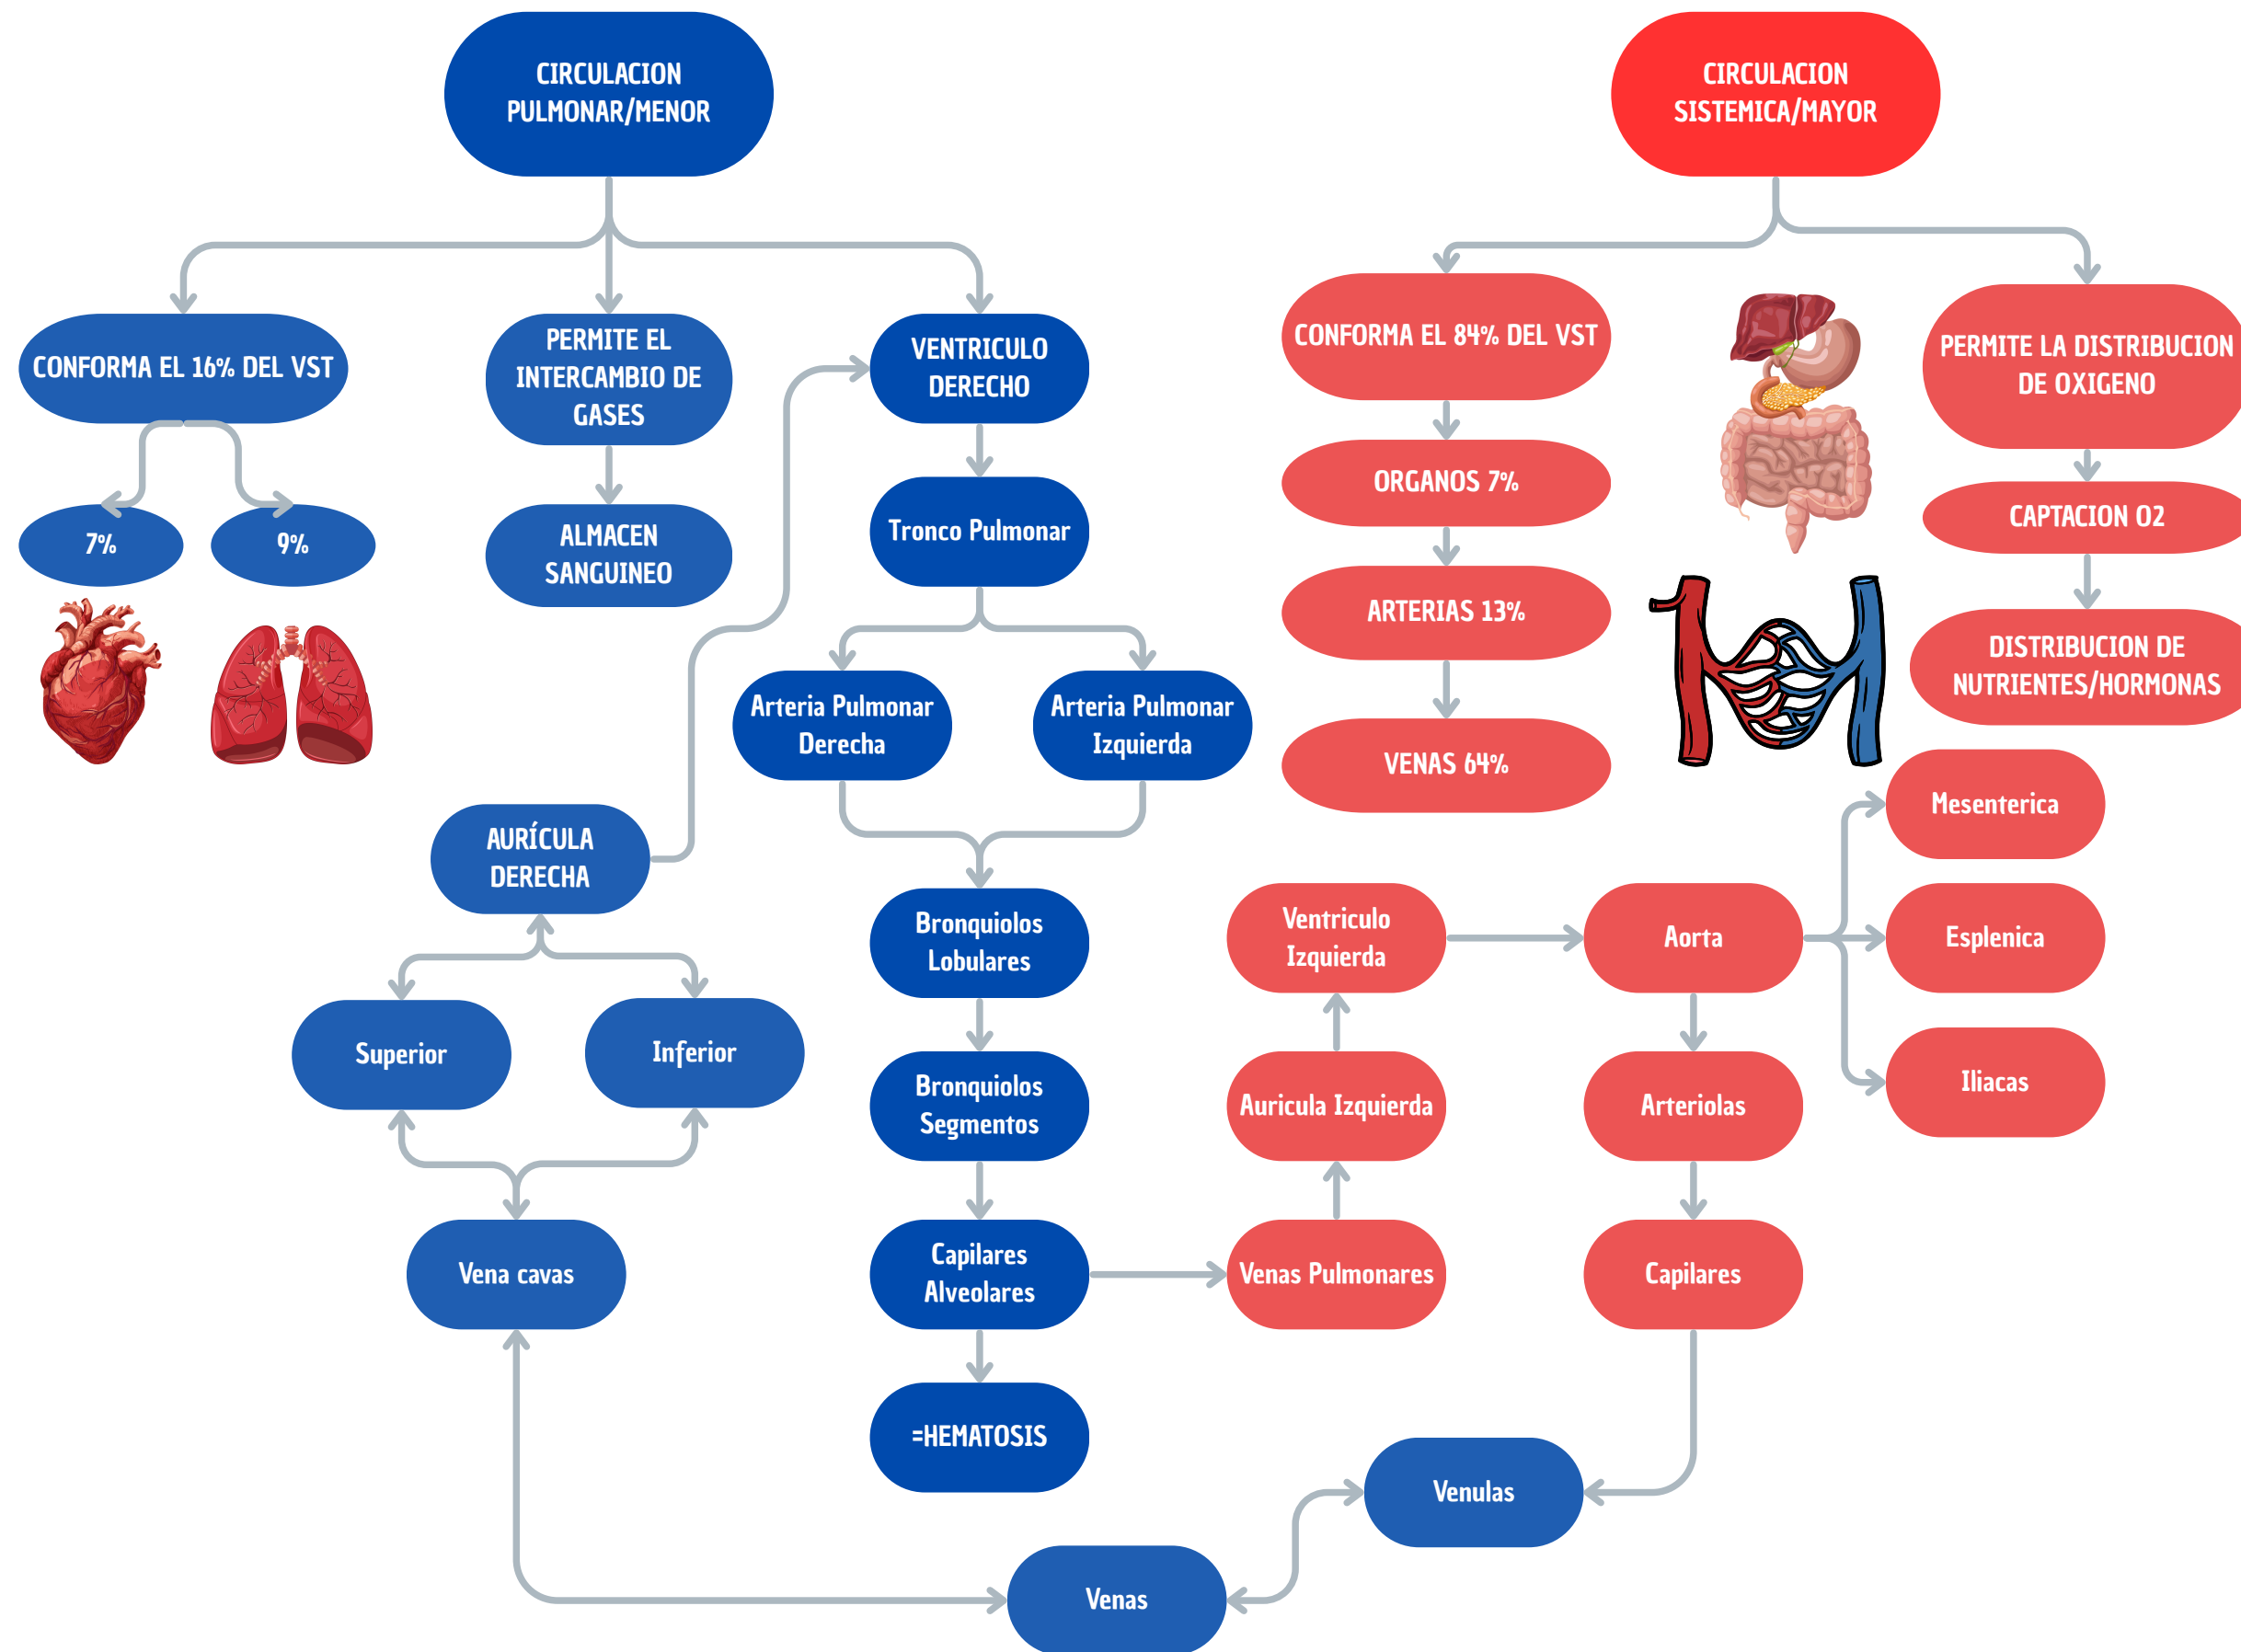 CIRCULACION
PULMONAR/MENOR
CIRCULACION
SISTEMICA/MAYOR
CONFORMA EL 16% DEL VST
PERMITE EL
INTERCAMBIO DE
GASES
VENTRICULO
DERECHO
CONFORMA EL 84% DEL VST
PERMITE LA DISTRIBUCION
DE OXIGENO
7%
9%
ALMACEN
SANGUINEO
Tronco Pulmonar
ORGANOS 7%
CAPTACION O2
ARTERIAS 13%
DISTRIBUCION DE
NUTRIENTES/HORMONAS
Arteria Pulmonar
Derecha
Arteria Pulmonar
Izquierda
VENAS 64%
Mesenterica
AURÍCULA
DERECHA
Bronquiolos
Lobulares
Ventriculo
Izquierda
Aorta
Esplenica
Superior
Inferior
Bronquiolos
Segmentos
Auricula Izquierda
Arteriolas
Iliacas
Vena cavas
Capilares
Alveolares
Venas Pulmonares
Capilares
=HEMATOSIS
Venulas
Venas